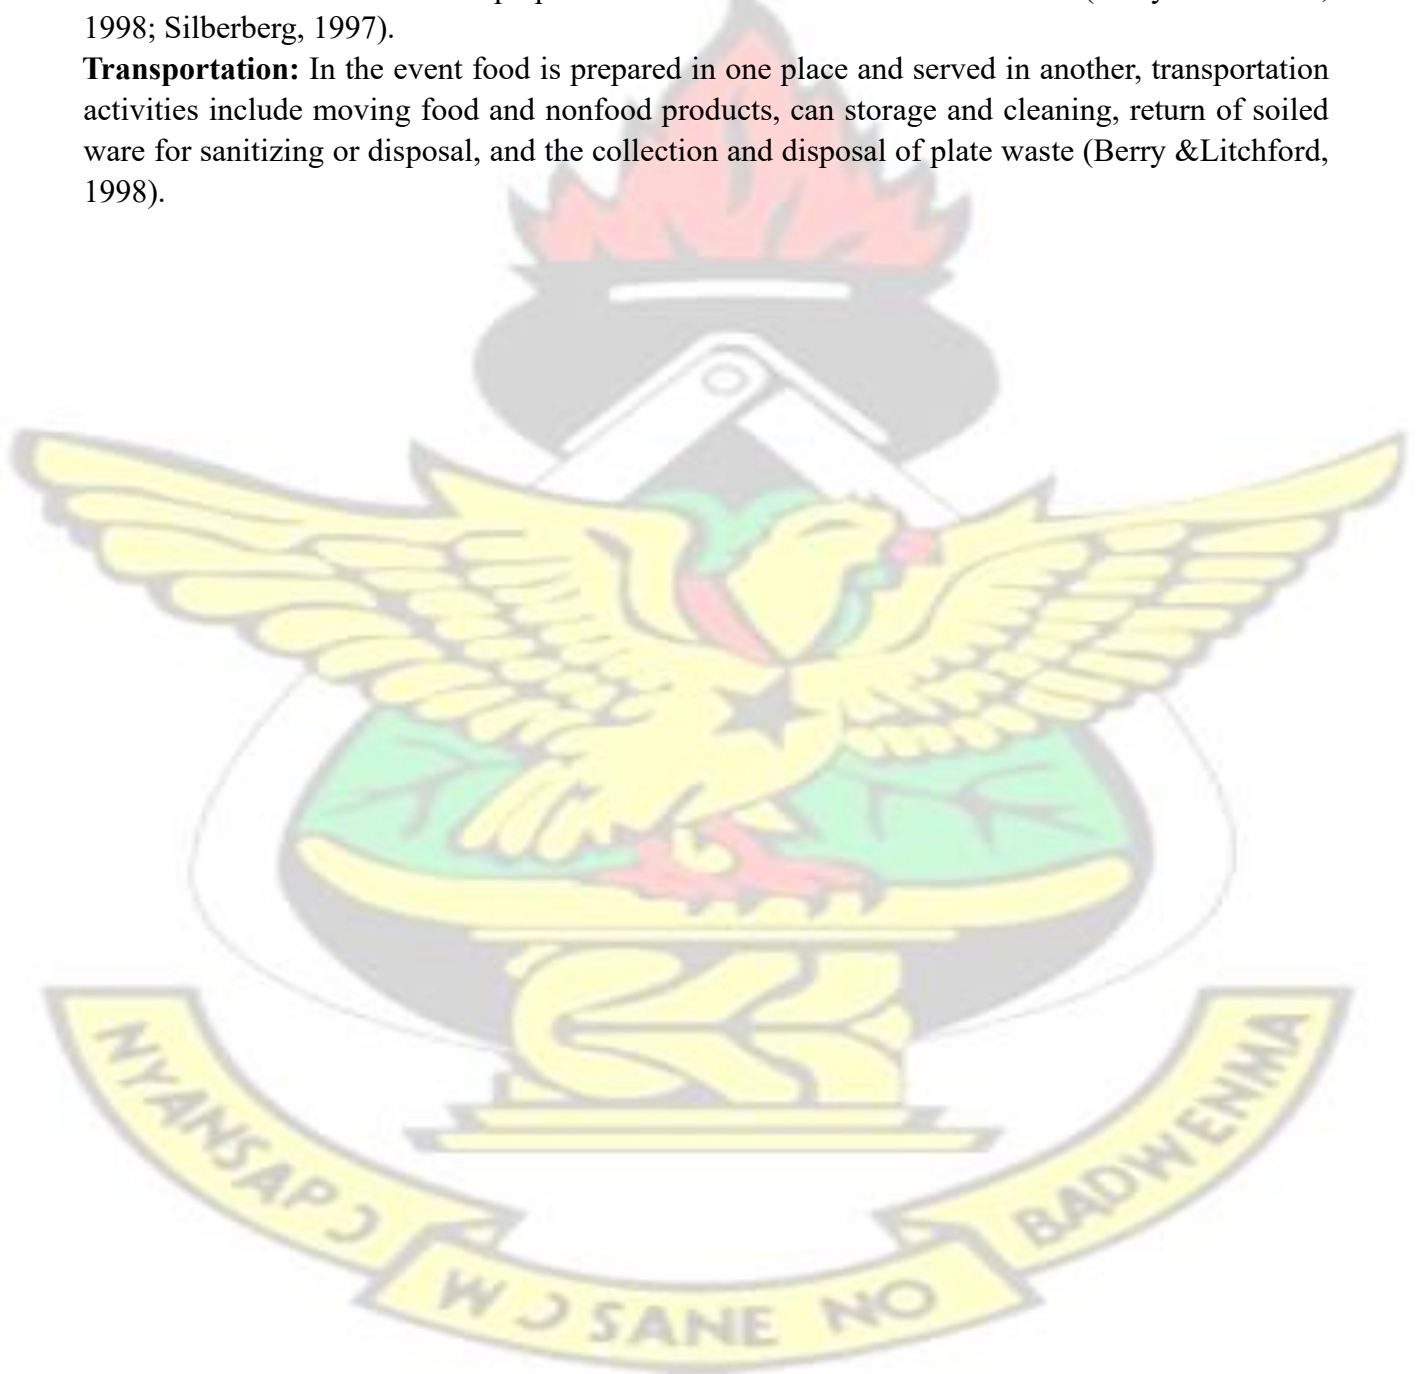 1998; Silberberg, 1997).
Transportation: In the event food is prepared in one place and served in another, transportation
activities include moving food and nonfood products, can storage and cleaning, return of soiled
ware for sanitizing or disposal, and the collection and disposal of plate waste (Berry &Litchford,
1998).
NYANSAPƆ
WƆ SANE NO
BADWENMA